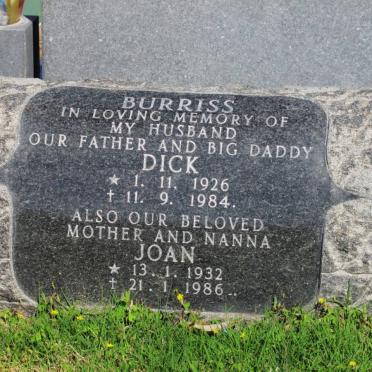 BURRISS
IN LOVING MEMORY OF
MY HUSBAND
OUR FATHER AND BIG DADDY
DICK
★ 1. 11. 1926
† 11. 9. 1984.
ALSO OUR BELOVED
MOTHER AND NANNA
JOAN
★ 13. 1. 1932
† 21. 1. 1986..